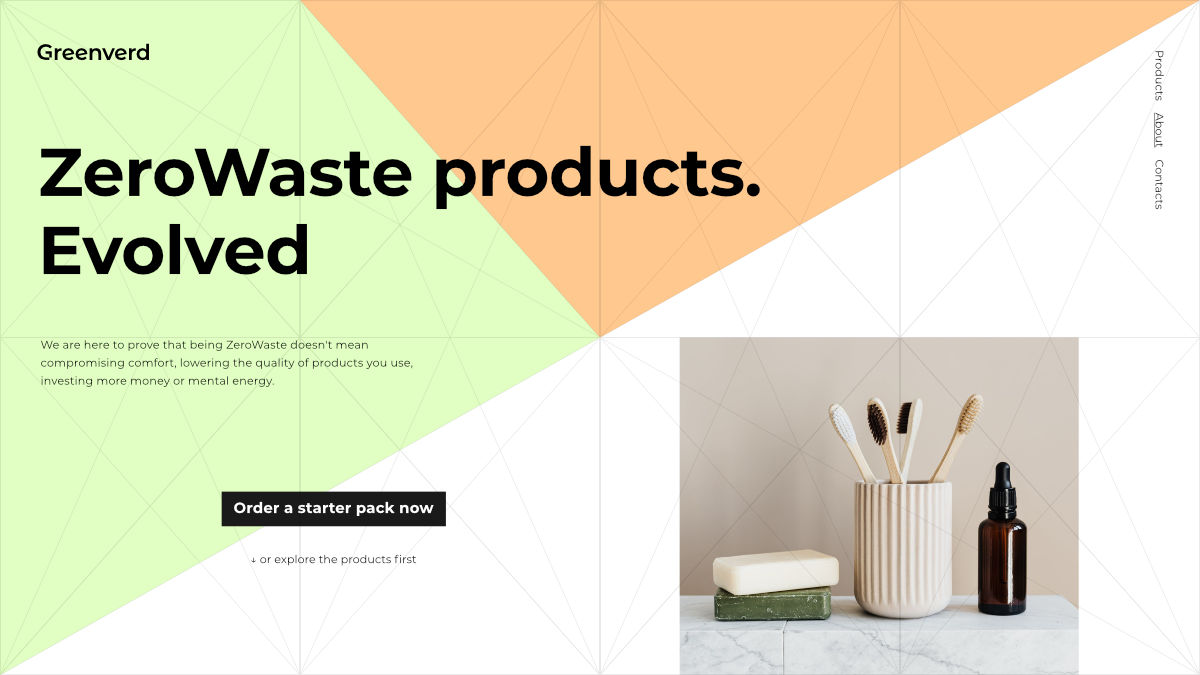 Greenverd
Products About Contacts
ZeroWaste products.
Evolved
We are here to prove that being ZeroWaste doesn't mean
compromising comfort, lowering the quality of products you use,
investing more money or mental energy.
Order a starter pack now
↓ or explore the products first